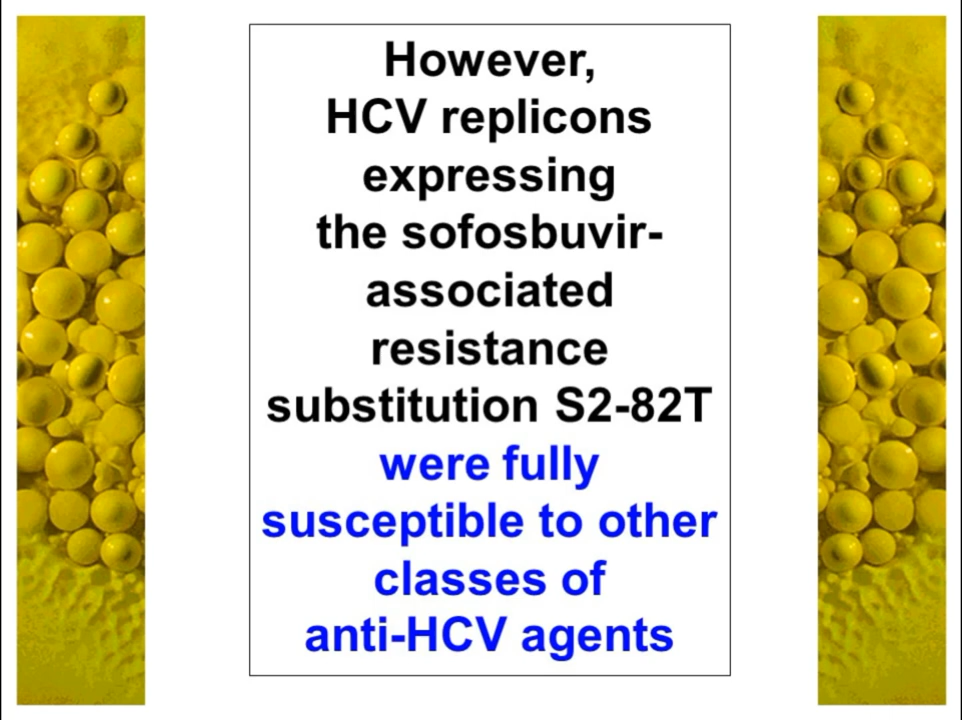 However,
HCV replicons
expressing
the sofosbuvir-
associated
resistance
substitution S2-82T
were fully
susceptible to other
classes of
anti-HCV agents